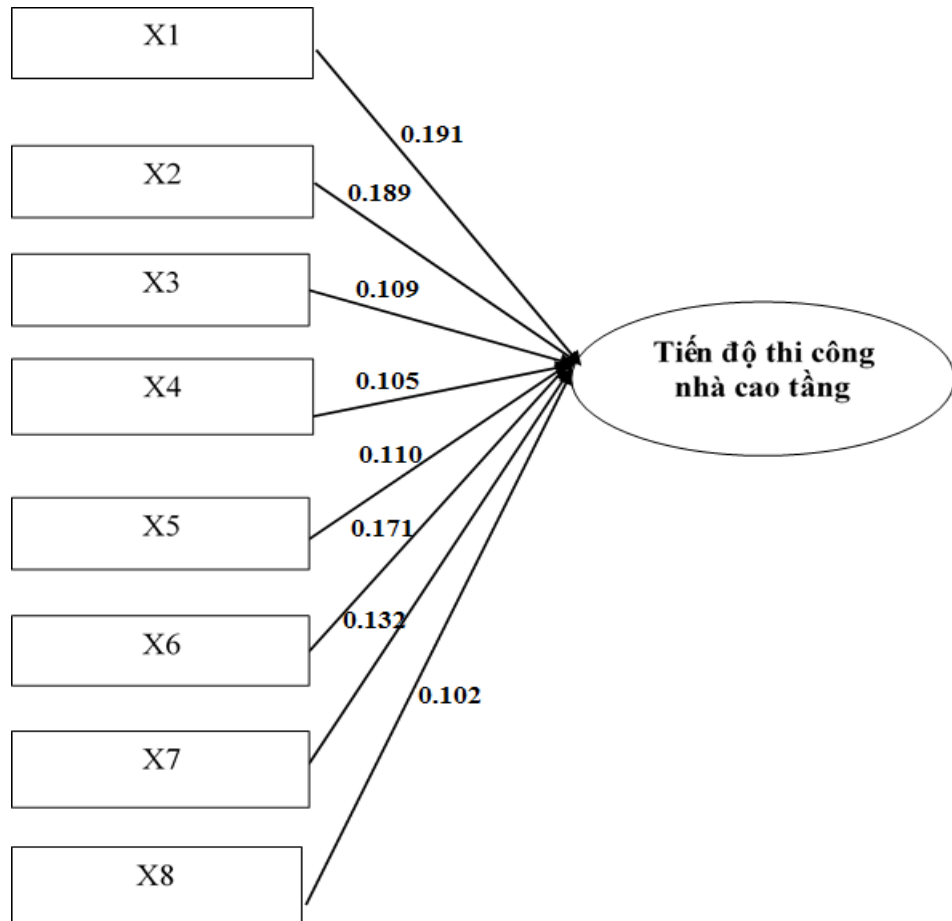 X1
0.191
X2
0.189
X3
0.109
Tiến độ thi công
nhà cao tầng
X4
0.105
0.110
X5
0.171
X6
0.132
0.102
X7
X8